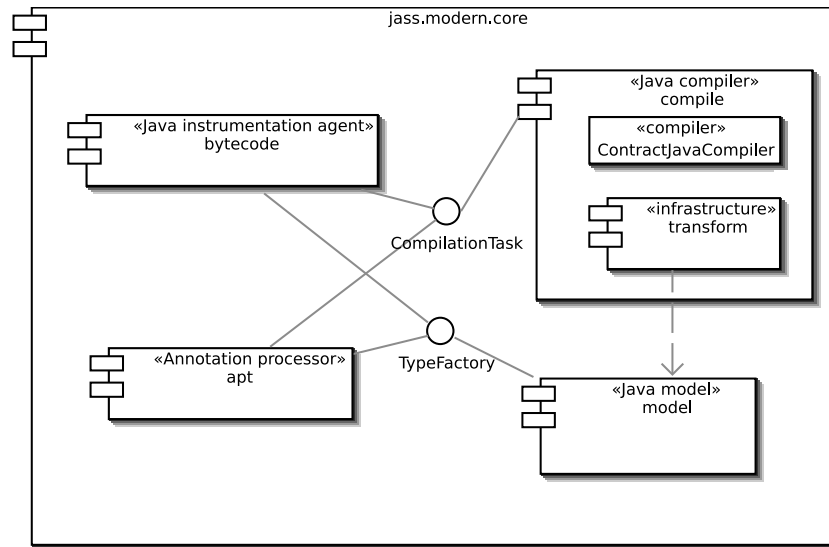 jass.modern.core
«Java compiler»
compile
«compiler»
ContractJavaCompiler
«Java instrumentation agent»
bytecode
«infrastructure»
transform
CompilationTask
«Annotation processor»
apt
TypeFactory
«Java model»
model